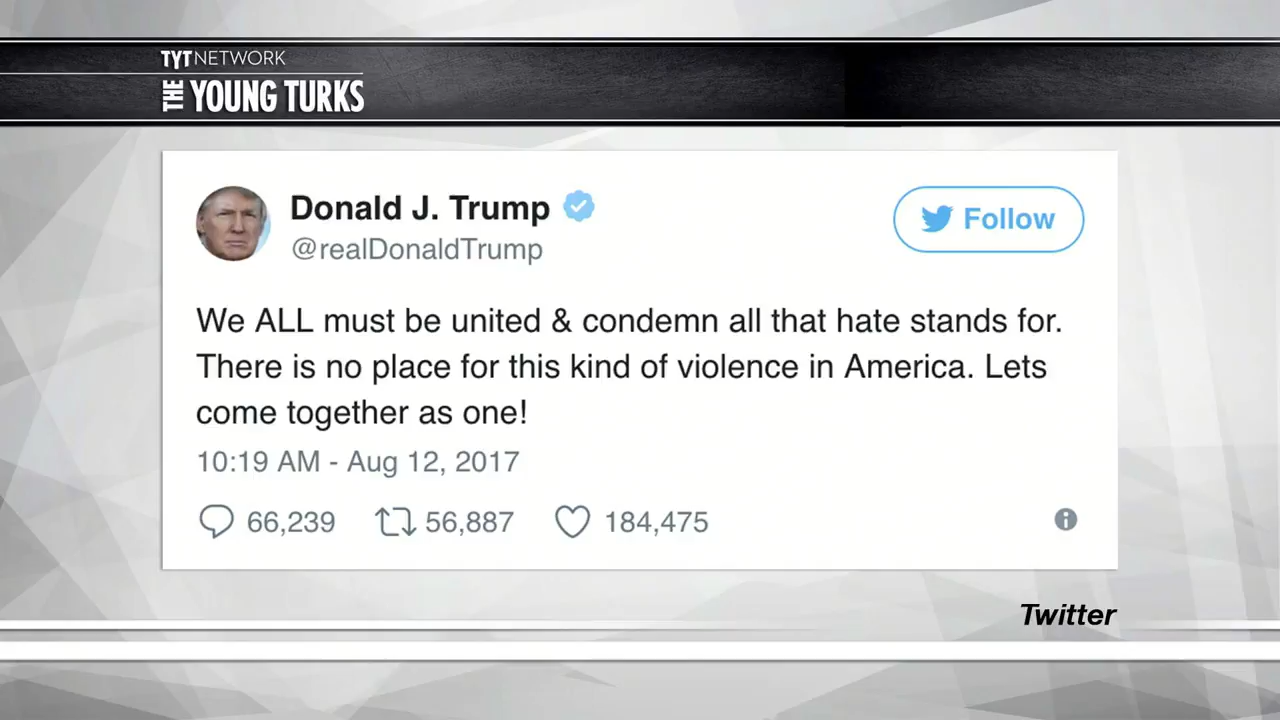 TYT NETWORK
THE YOUNG TURKS
Donald J. Trump
@realDonaldTrump
Follow
We ALL must be united & condemn all that hate stands for.
There is no place for this kind of violence in America. Lets
come together as one!
10:19 AM - Aug 12, 2017
66,239 56,887 184,475
Twitter